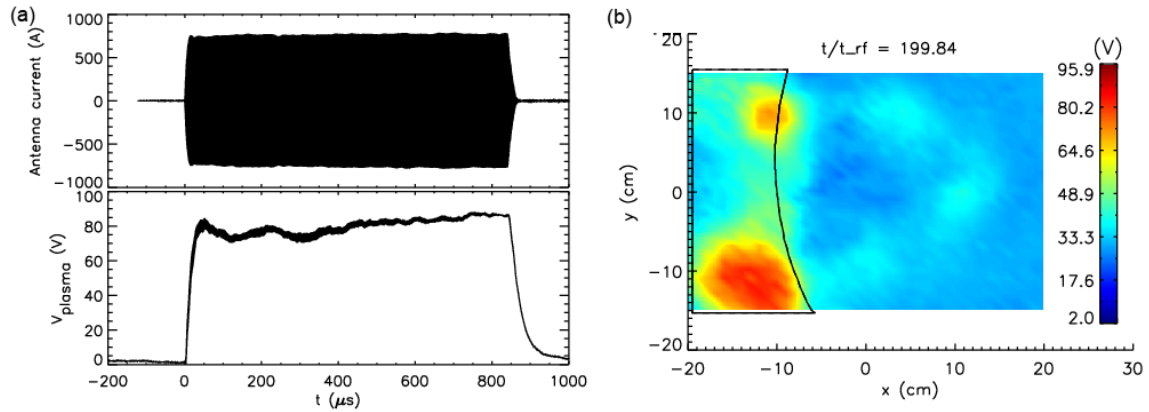 (a)
1000
500
0
−500
−1000
Antenna current (A)
100
80
60
40
20
0
V_plasma (V)
−200 0 200 400 600 800 1000
t (μs)
(b)
20
10
0
−10
−20
y (cm)
t/t_rf = 199.84
−20 −10 0 10 20 30
x (cm)
(V)
95.9
80.2
64.6
48.9
33.3
17.6
2.0